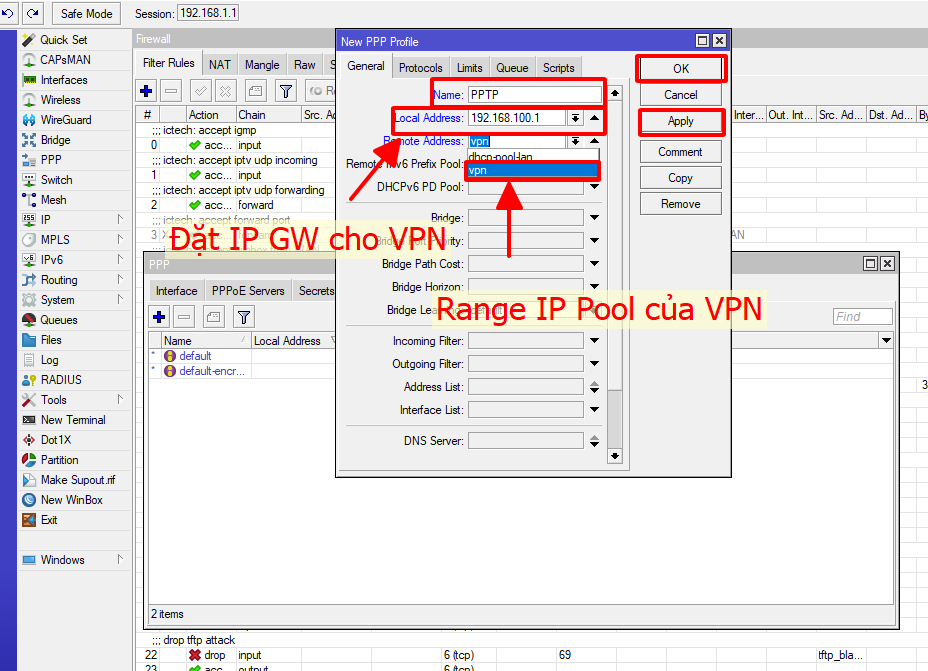 Safe Mode Session: 192.168.1.1
Quick Set
CAPsMAN
Interfaces
Wireless
WireGuard
Bridge
PPP
Switch
Mesh
IP
MPLS
IPv6
Routing
System
Queues
Files
Log
RADIUS
Tools
New Terminal
Dot1X
Partition
Make Supout.rif
New WinBox
Exit
Windows
Firewall
Filter Rules NAT Mangle Raw
# Action Chain Src. Inter... Out. Int... Src. Ad... Dst. Ad... By
;;; ictech: accept igmp
0 acc... input
;;; ictech: accept iptv udp incoming
1 acc... input
;;; ictech: accept iptv udp forwarding
2 acc... forward
;;; ictech: accept forward port
3
New PPP Profile
General Protocols Limits Queue Scripts
Name: PPTP
Local Address: 192.168.100.1
Remote Address: vpn
dhcp-pool-lan
vpn
Remote IPv6 Prefix Pool:
DHCPv6 PD Pool:
Bridge:
Bridge Port Priority:
Bridge Path Cost:
Bridge Horizon:
Bridge
Incoming Filter:
Outgoing Filter:
Address List:
Interface List:
DNS Server:
OK
Cancel
Apply
Comment
Copy
Remove
Đặt IP GW cho VPN
Range IP Pool của VPN
PPP
Interface PPPoE Servers Secrets
Find
Name Local Address
* default
* default-encr...
2 items
;;; drop tftp attack
22 drop input 6 (tcp) 69 tftp_bla...
23 acc... output 6 (tcp)